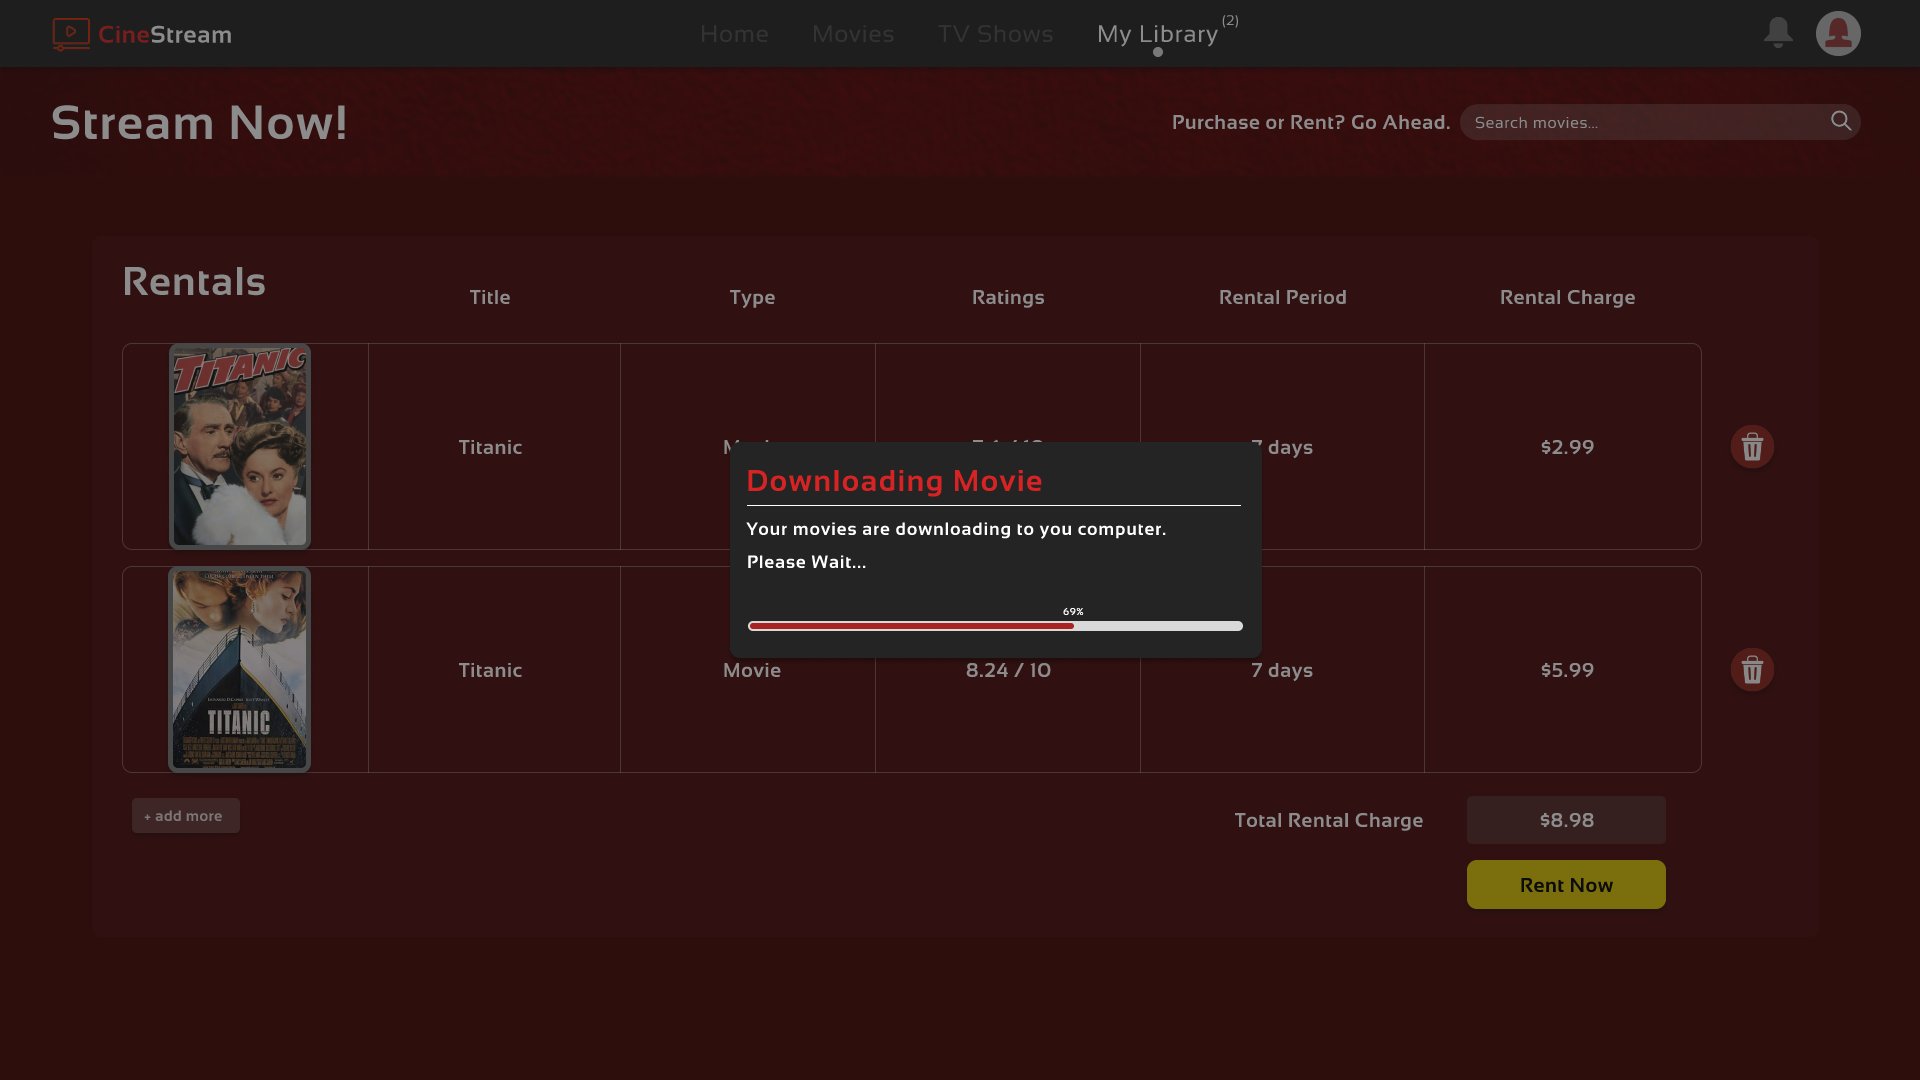 CineStream
Home Movies TV Shows My Library (2)
Stream Now!
Purchase or Rent? Go Ahead. Search movies...
Rentals
Title Type Ratings Rental Period Rental Charge
TITANIC
Titanic 7 days $2.99
Downloading Movie
Your movies are downloading to you computer.
Please Wait...
69%
Titanic Movie 8.24 / 10 7 days $5.99
TITANIC
+ add more
Total Rental Charge $8.98
Rent Now